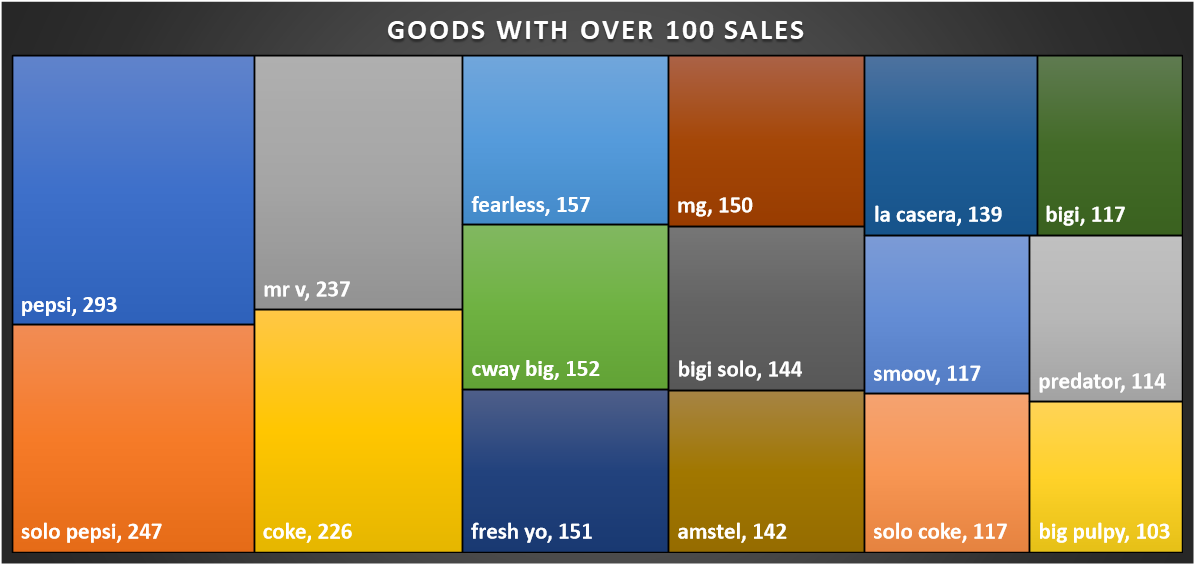 GOODS WITH OVER 100 SALES
pepsi, 293
solo pepsi, 247
mr v, 237
coke, 226
fearless, 157
cway big, 152
fresh yo, 151
mg, 150
bigi solo, 144
amstel, 142
la casera, 139
bigi, 117
smoov, 117
solo coke, 117
predator, 114
big pulpy, 103